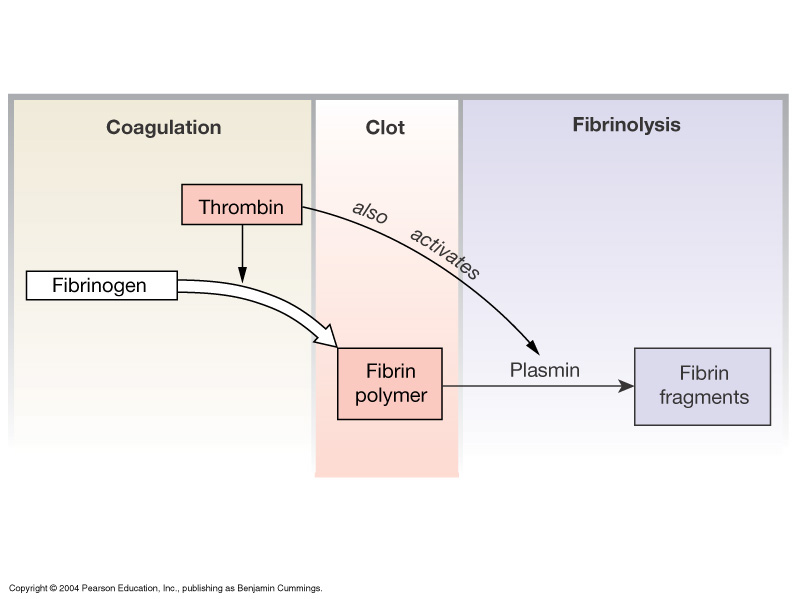 Coagulation
Clot
Fibrinolysis
Thrombin
also activates
Fibrinogen
Fibrin
polymer
Plasmin
Fibrin
fragments
Copyright © 2004 Pearson Education, Inc., publishing as Benjamin Cummings.